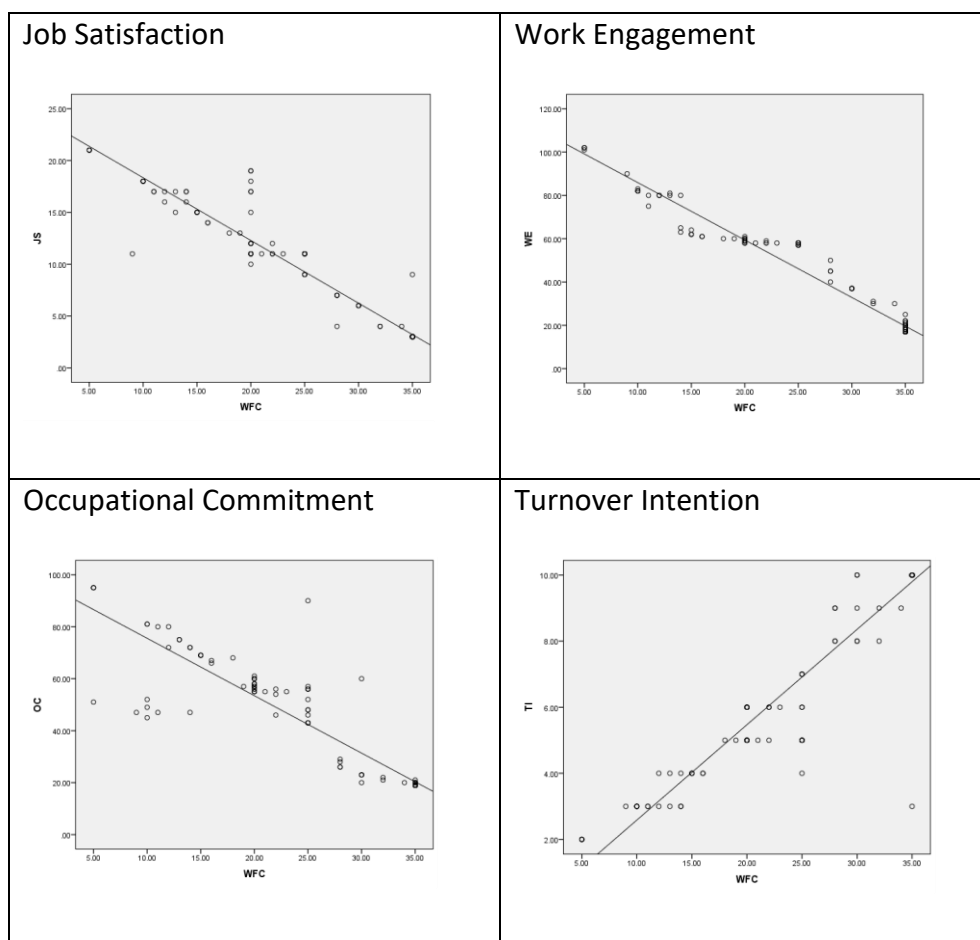 Job Satisfaction
25.00
20.00
15.00
10.00
5.00
.00
JS
5.00 10.00 15.00 20.00 25.00 30.00 35.00
WFC
Work Engagement
120.00
100.00
80.00
60.00
40.00
20.00
.00
WE
5.00 10.00 15.00 20.00 25.00 30.00 35.00
WFC
Occupational Commitment
100.00
80.00
60.00
40.00
20.00
.00
OC
5.00 10.00 15.00 20.00 25.00 30.00 35.00
WFC
Turnover Intention
10.00
8.00
6.00
4.00
2.00
TI
5.00 10.00 15.00 20.00 25.00 30.00 35.00
WFC